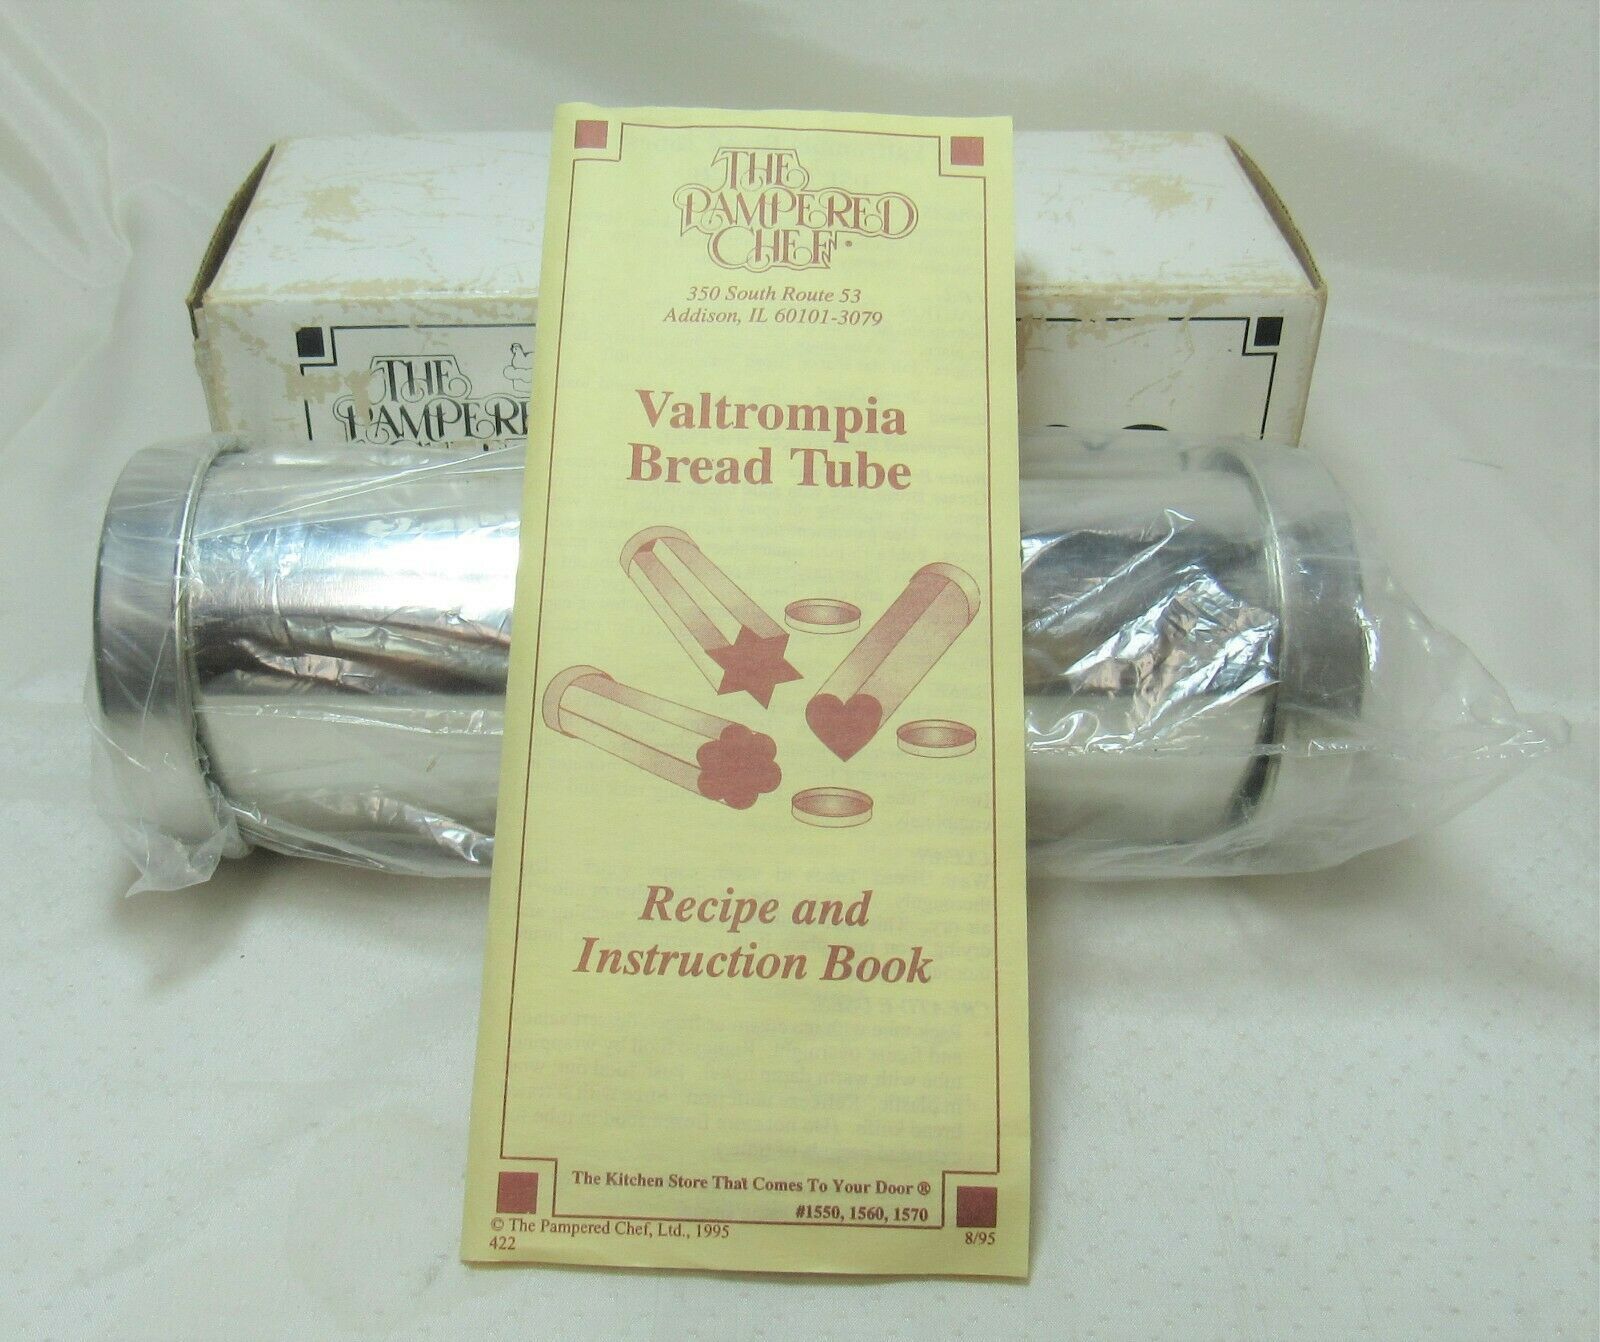 THE
PAMPERED
CHEF®
350 South Route 53
Addison, IL 60101-3079
Valtrompia
Bread Tube
Recipe and
Instruction Book
The Kitchen Store That Comes To Your Door ®
#1550, 1560, 1570
© The Pampered Chef, Ltd., 1995
422
8/95
THE
PAMPERE